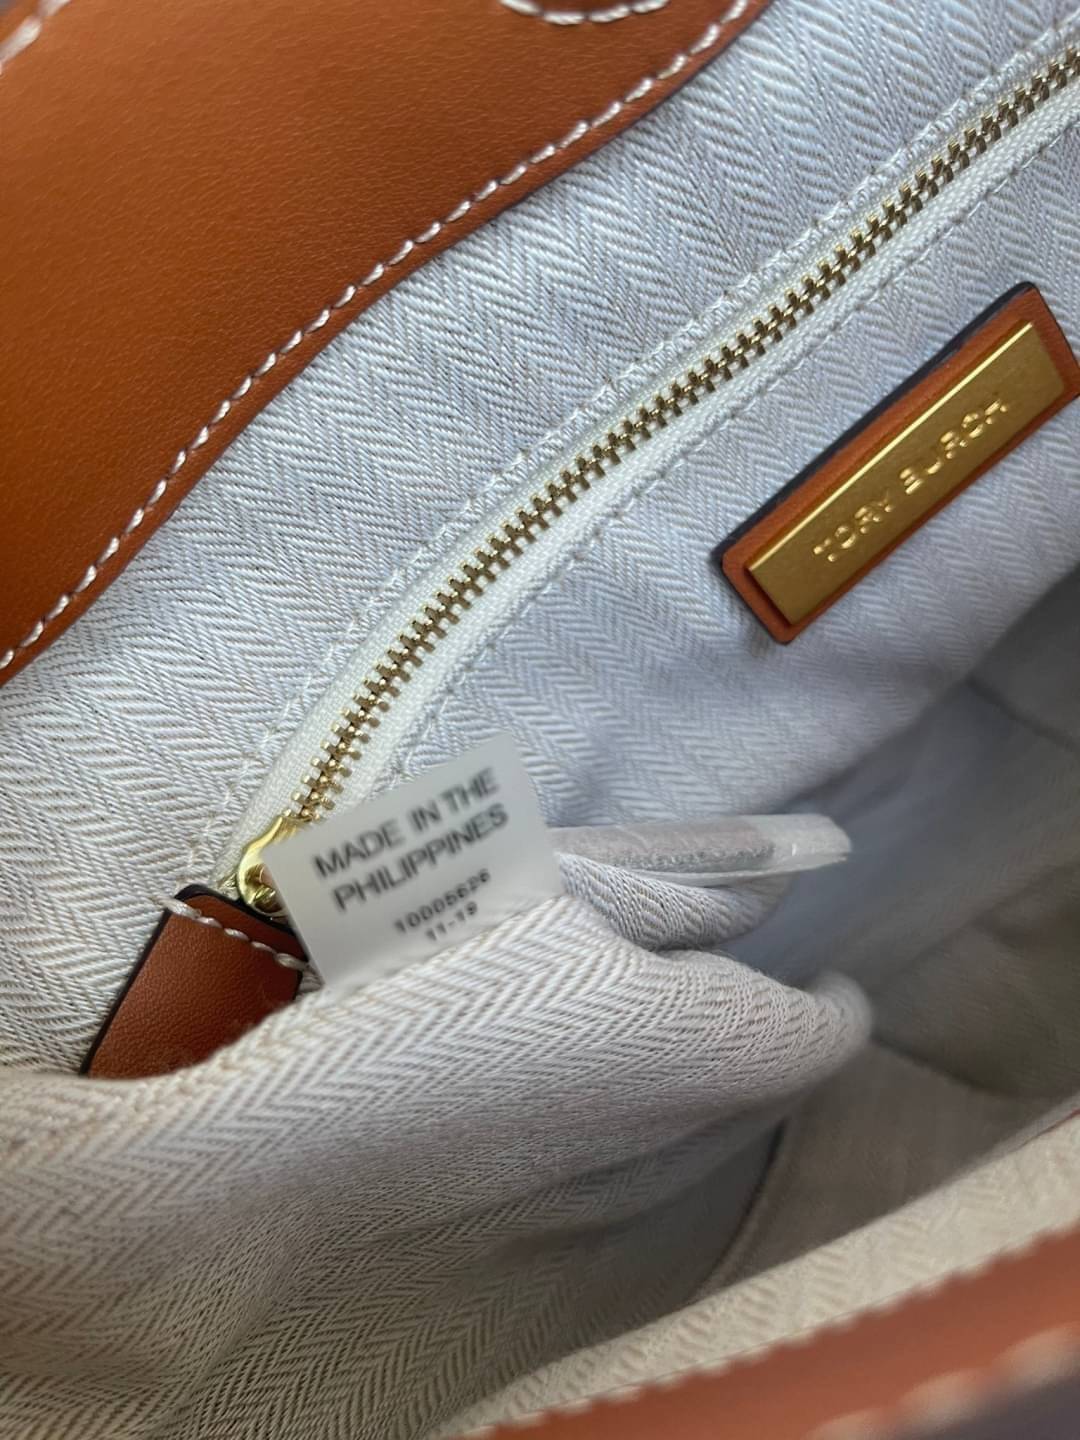 TORY BURCH
MADE IN THE
PHILIPPINES
10005626
11-19